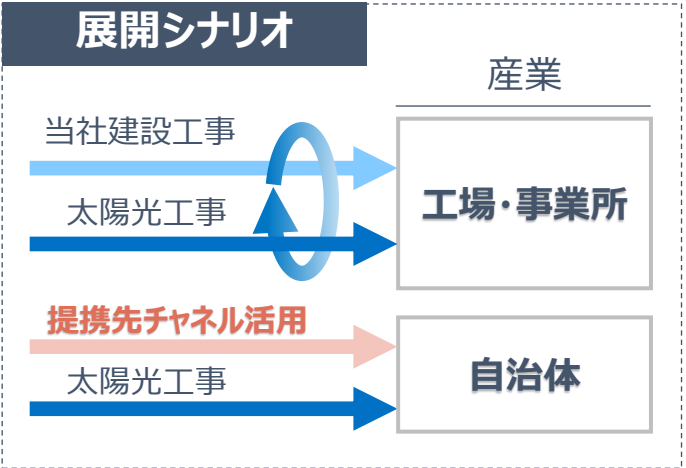 展開シナリオ
産業
当社建設工事
太陽光工事
工場・事業所
提携先チャネル活用
太陽光工事
自治体